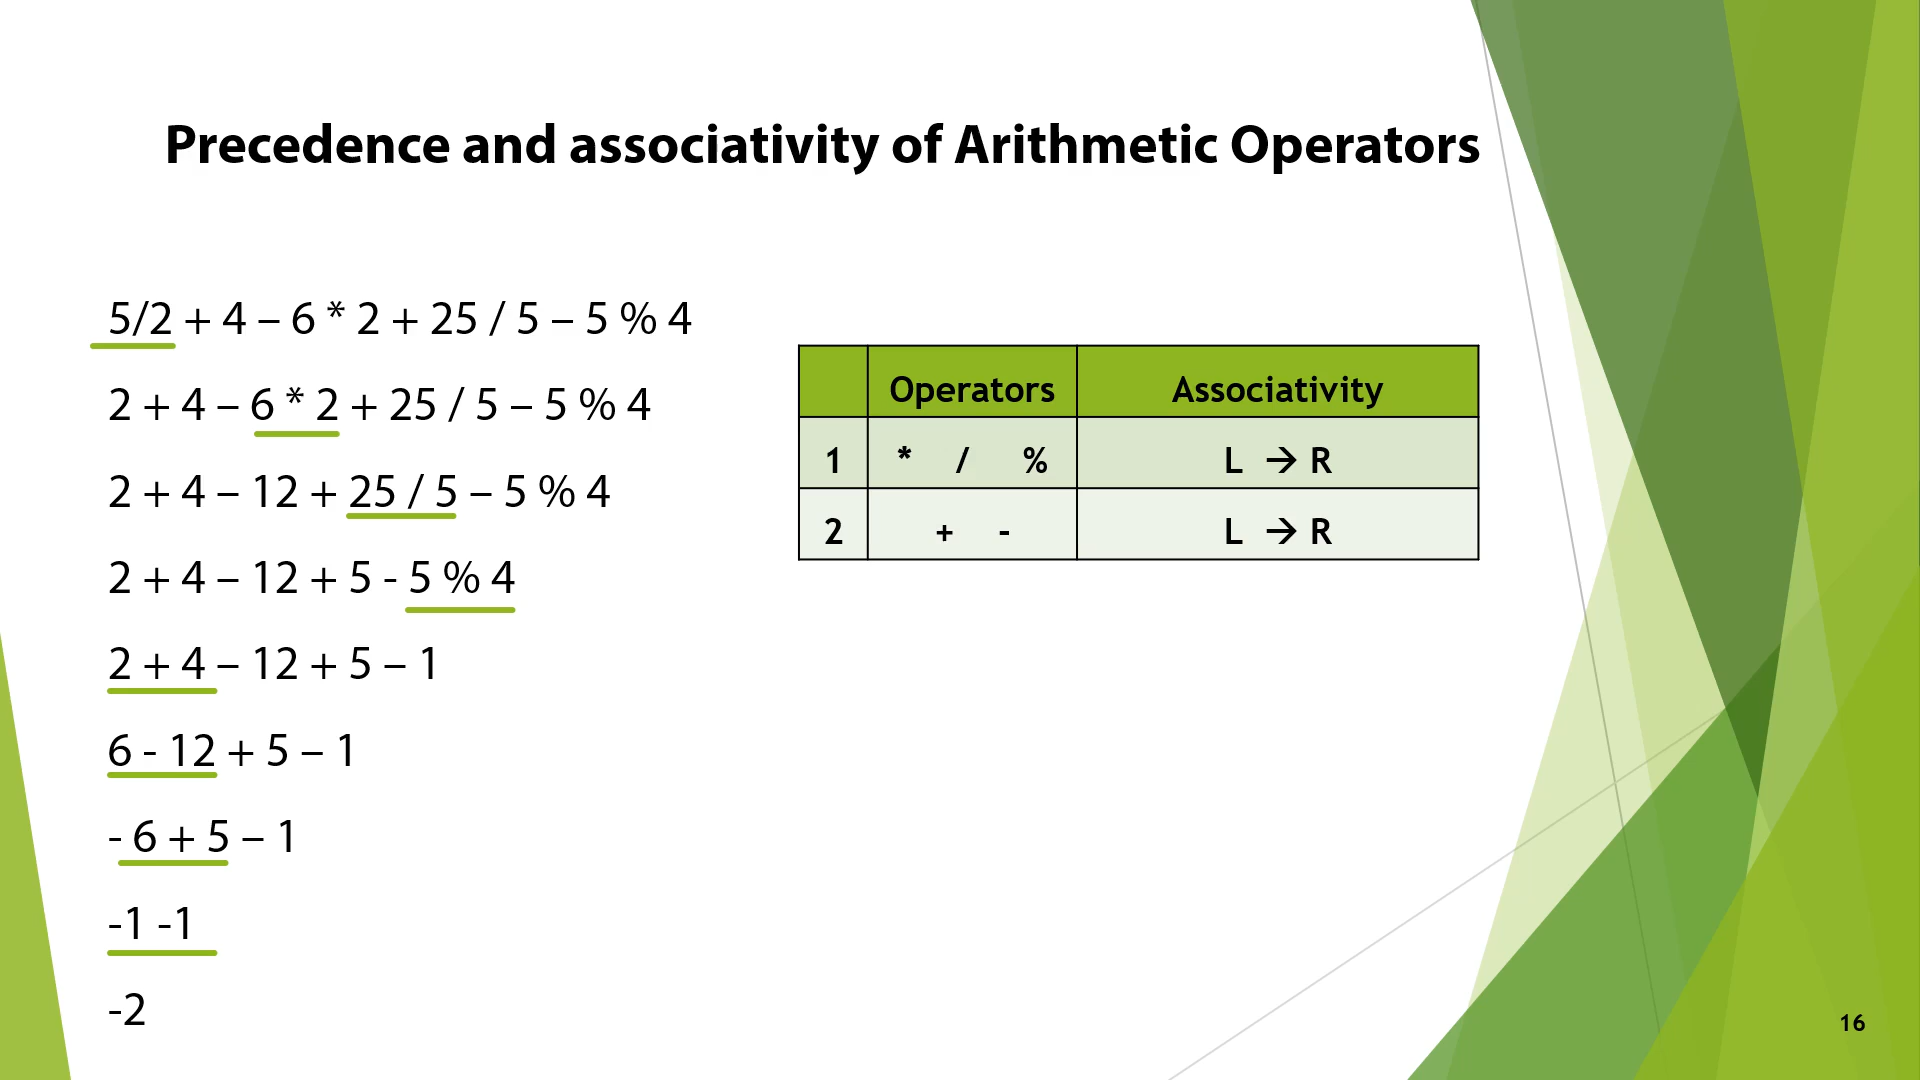 Precedence and associativity of Arithmetic Operators
5/2 + 4 – 6 * 2 + 25 / 5 – 5 % 4
2 + 4 – 6 * 2 + 25 / 5 – 5 % 4
2 + 4 – 12 + 25 / 5 – 5 % 4
2 + 4 – 12 + 5 - 5 % 4
2 + 4 – 12 + 5 – 1
6 - 12 + 5 – 1
- 6 + 5 – 1
-1 -1
-2
Operators Associativity
1 * / % L → R
2 + - L → R
16